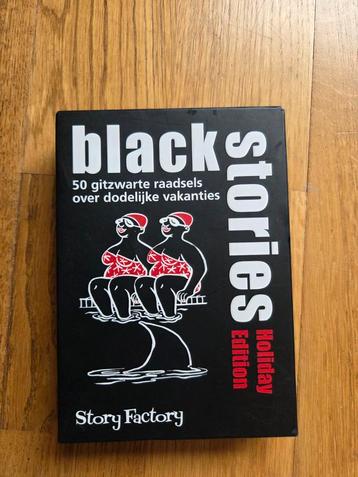 black
stories
50 gitzwarte raadsels
over dodelijke vakanties
Holiday
Edition
Story Factory